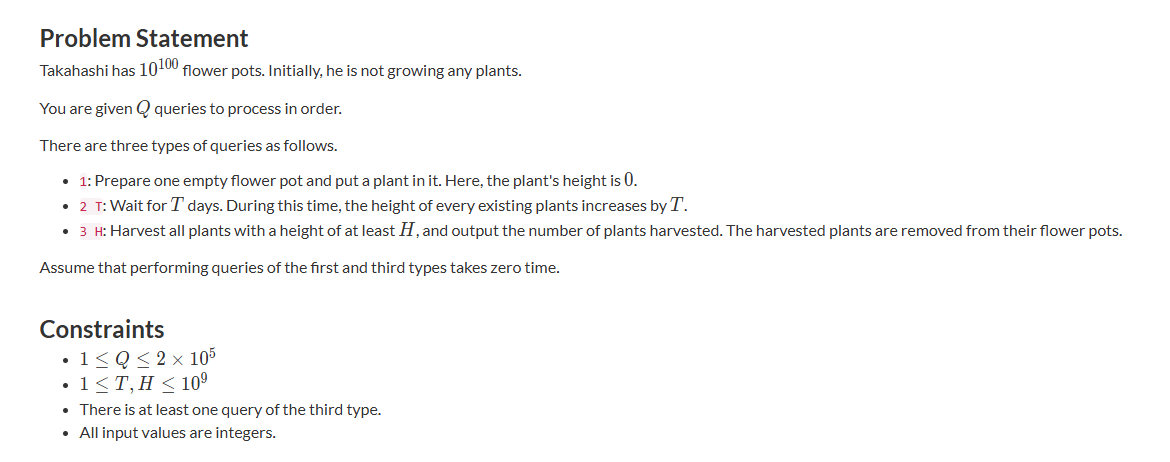 Problem Statement
Takahashi has 10^100 flower pots. Initially, he is not growing any plants.
You are given Q queries to process in order.
There are three types of queries as follows.
• 1: Prepare one empty flower pot and put a plant in it. Here, the plant's height is 0.
• 2 T: Wait for T days. During this time, the height of every existing plants increases by T.
• 3 H: Harvest all plants with a height of at least H, and output the number of plants harvested. The harvested plants are removed from their flower pots.
Assume that performing queries of the first and third types takes zero time.
Constraints
• 1 ≤ Q ≤ 2 × 10^5
• 1 ≤ T, H ≤ 10^9
• There is at least one query of the third type.
• All input values are integers.